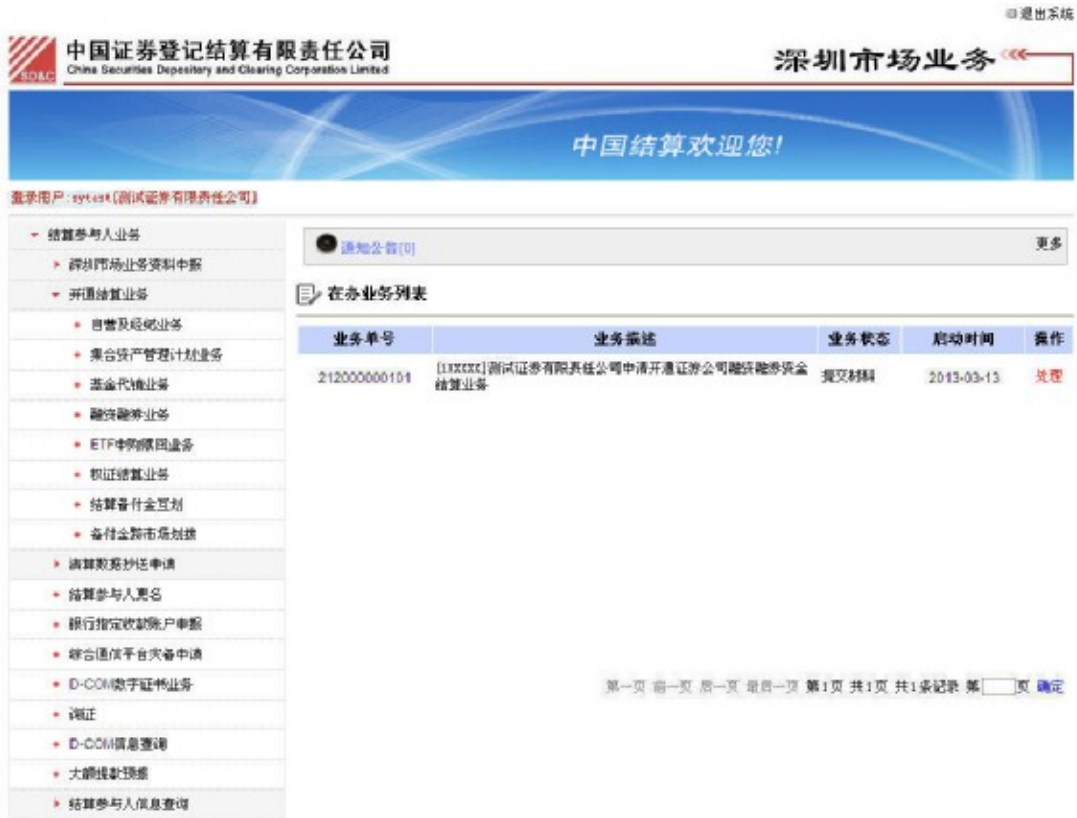 退出系统
中国证券登记结算有限责任公司
China Securities Depository and Clearing Corporation Limited
SD&C
深圳市场业务
中国结算欢迎您!
登录用户:sytest[测试证券有限责任公司]
结算参与人业务
深圳市场业务资料申报
开通结算业务
自营及经纪业务
集合资产管理计划业务
基金代销业务
融资融券业务
ETF申购赎回业务
权证结算业务
结算备付金互划
备付金跨市场划拨
清算数据抄送申请
结算参与人更名
银行指定收款账户申报
综合通信平台灾备申请
D-COM数字证书业务
询证
D-COM信息查询
大额提款预报
结算参与人信息查询
通知公告[0]
更多
在办业务列表
业务单号 业务描述 业务状态 启动时间 操作
212000000101 [1XXXXX]测试证券有限责任公司申请开通证券公司融资融券资金结算业务 提交材料 2013-03-13 处理
第一页 前一页 后一页 最后一页 第1页 共1页 共1条记录 第 页 确定